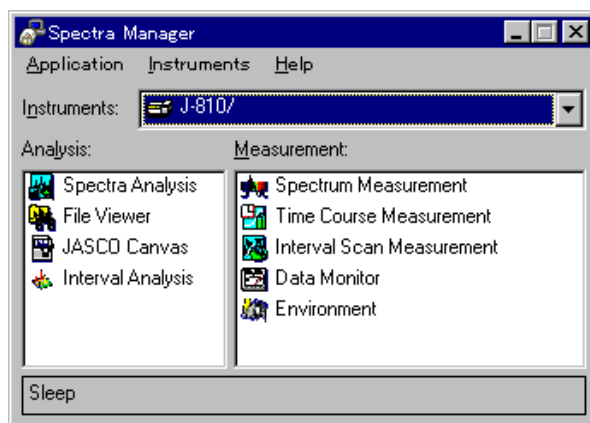 Spectra Manager
Application Instruments Help
Instruments: J-810/
Analysis:
Spectra Analysis
File Viewer
JASCO Canvas
Interval Analysis
Measurement:
Spectrum Measurement
Time Course Measurement
Interval Scan Measurement
Data Monitor
Environment
Sleep